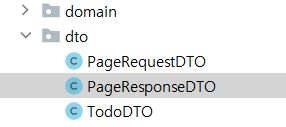 domain
dto
PageRequestDTO
PageResponseDTO
TodoDTO